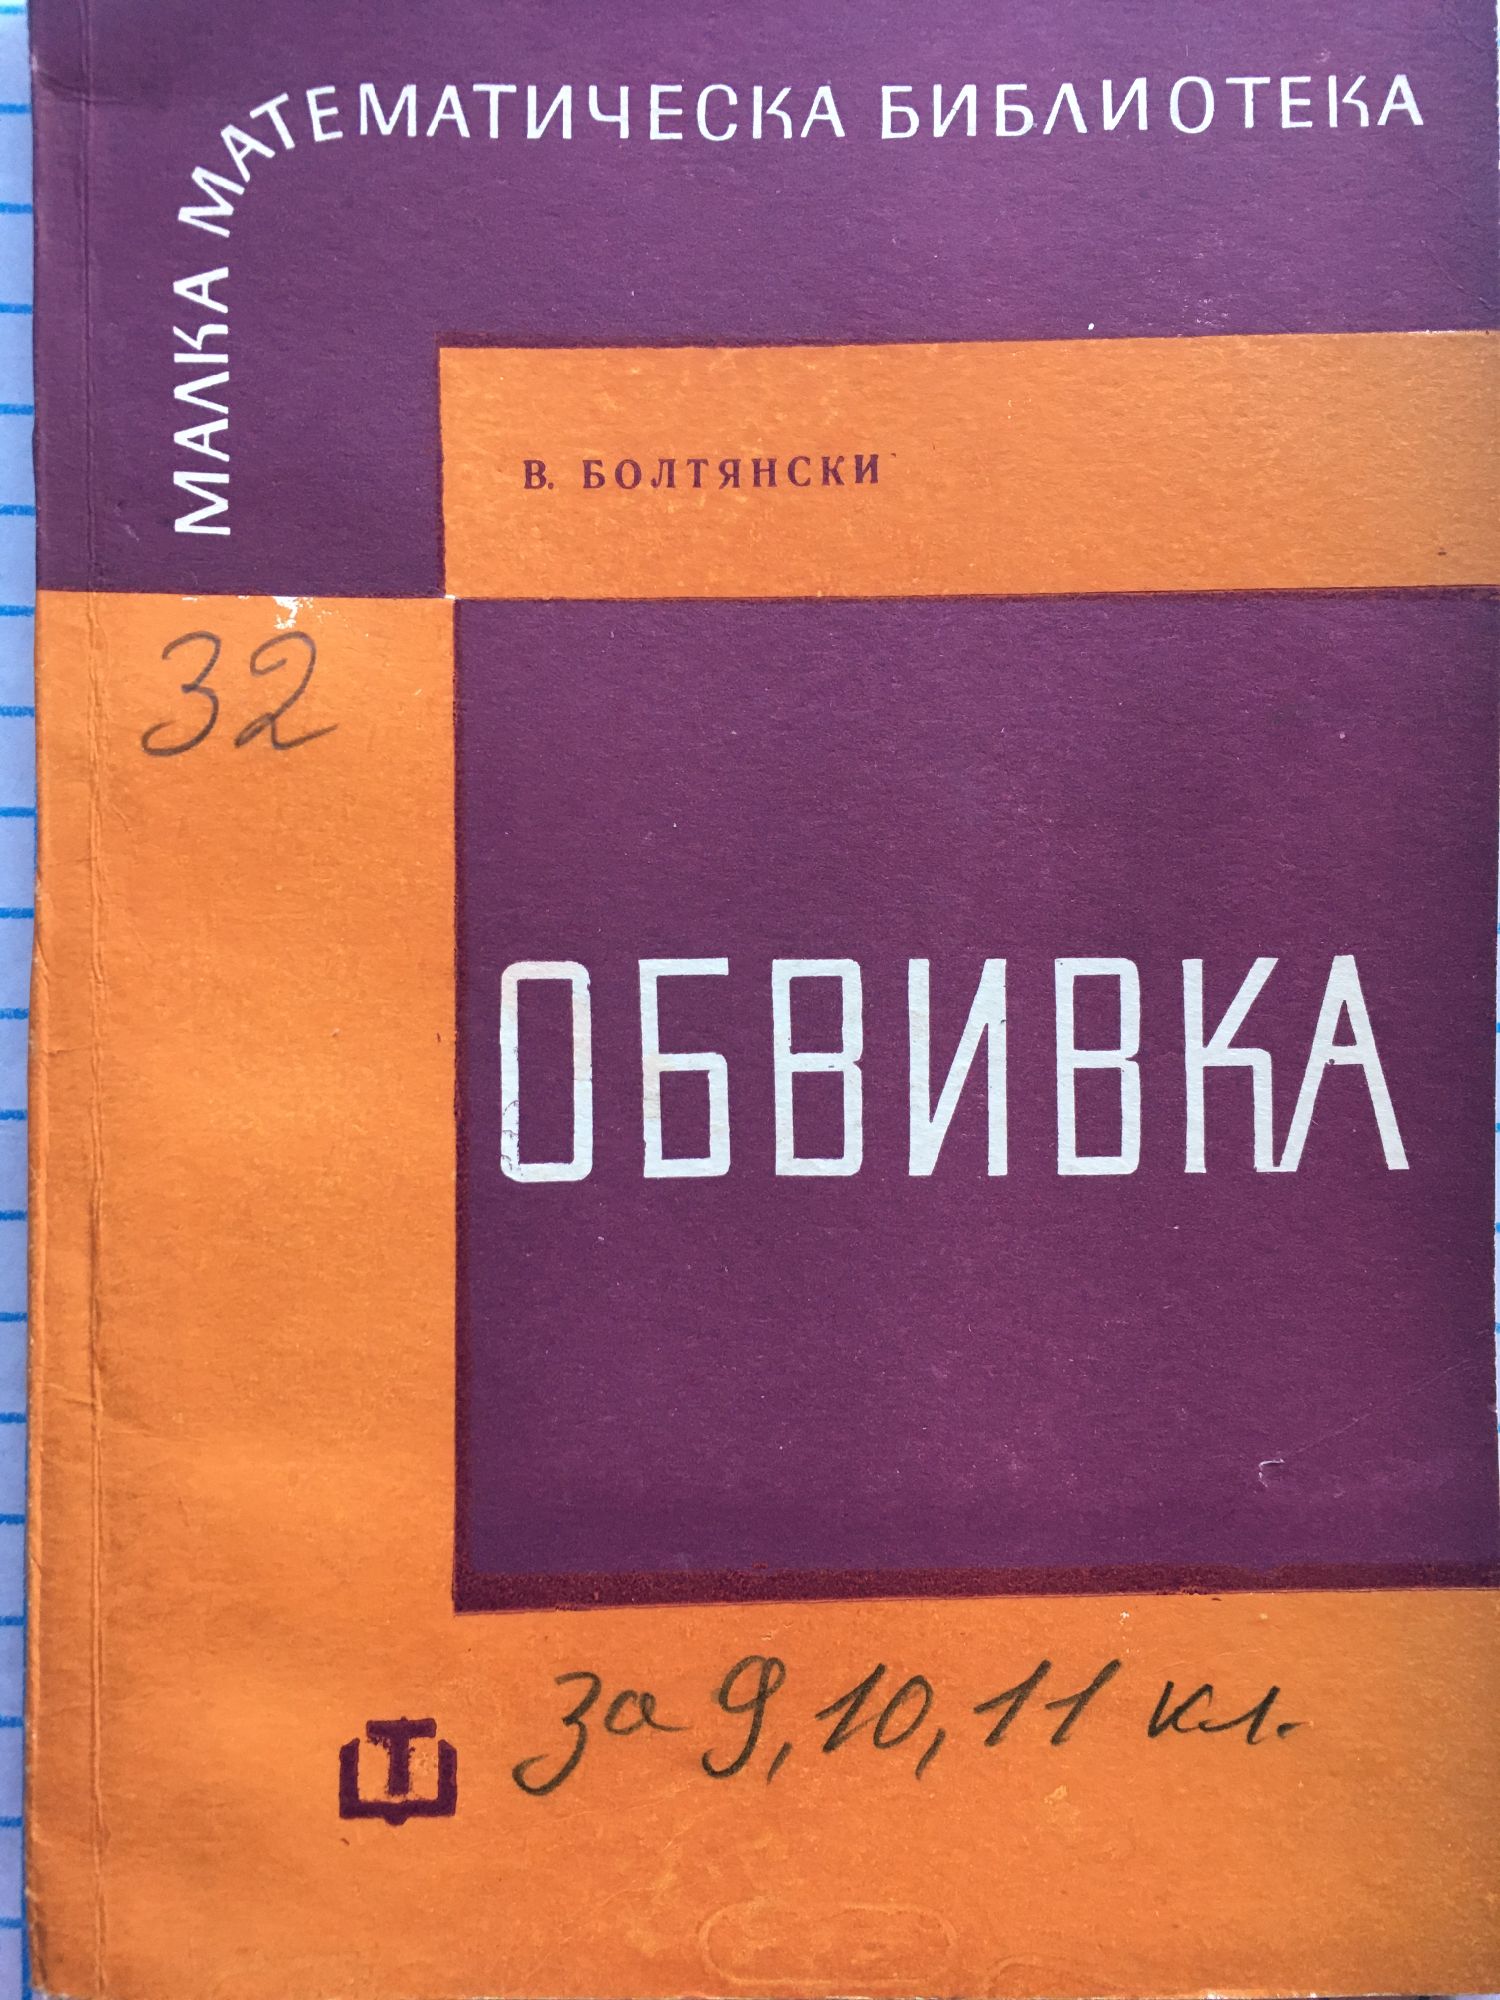 МАЛКА МАТЕМАТИЧЕСКА БИБЛИОТЕКА
В. БОЛТЯНСКИ
32
ОБВИВКА
за 9, 10, 11 кл.
Т